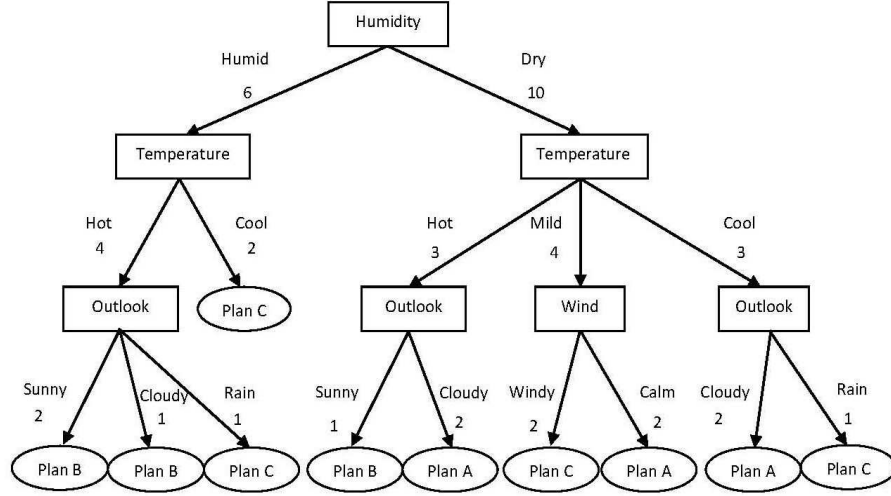 Humidity
Humid Dry
6 10
Temperature Temperature
Hot Cool Hot Mild Cool
4 2 3 4 3
Outlook Plan C Outlook Wind Outlook
Sunny Cloudy Rain Sunny Cloudy Windy Calm Cloudy Rain
2 1 1 1 2 2 2 2 1
Plan B Plan B Plan C Plan B Plan A Plan C Plan A Plan A Plan C